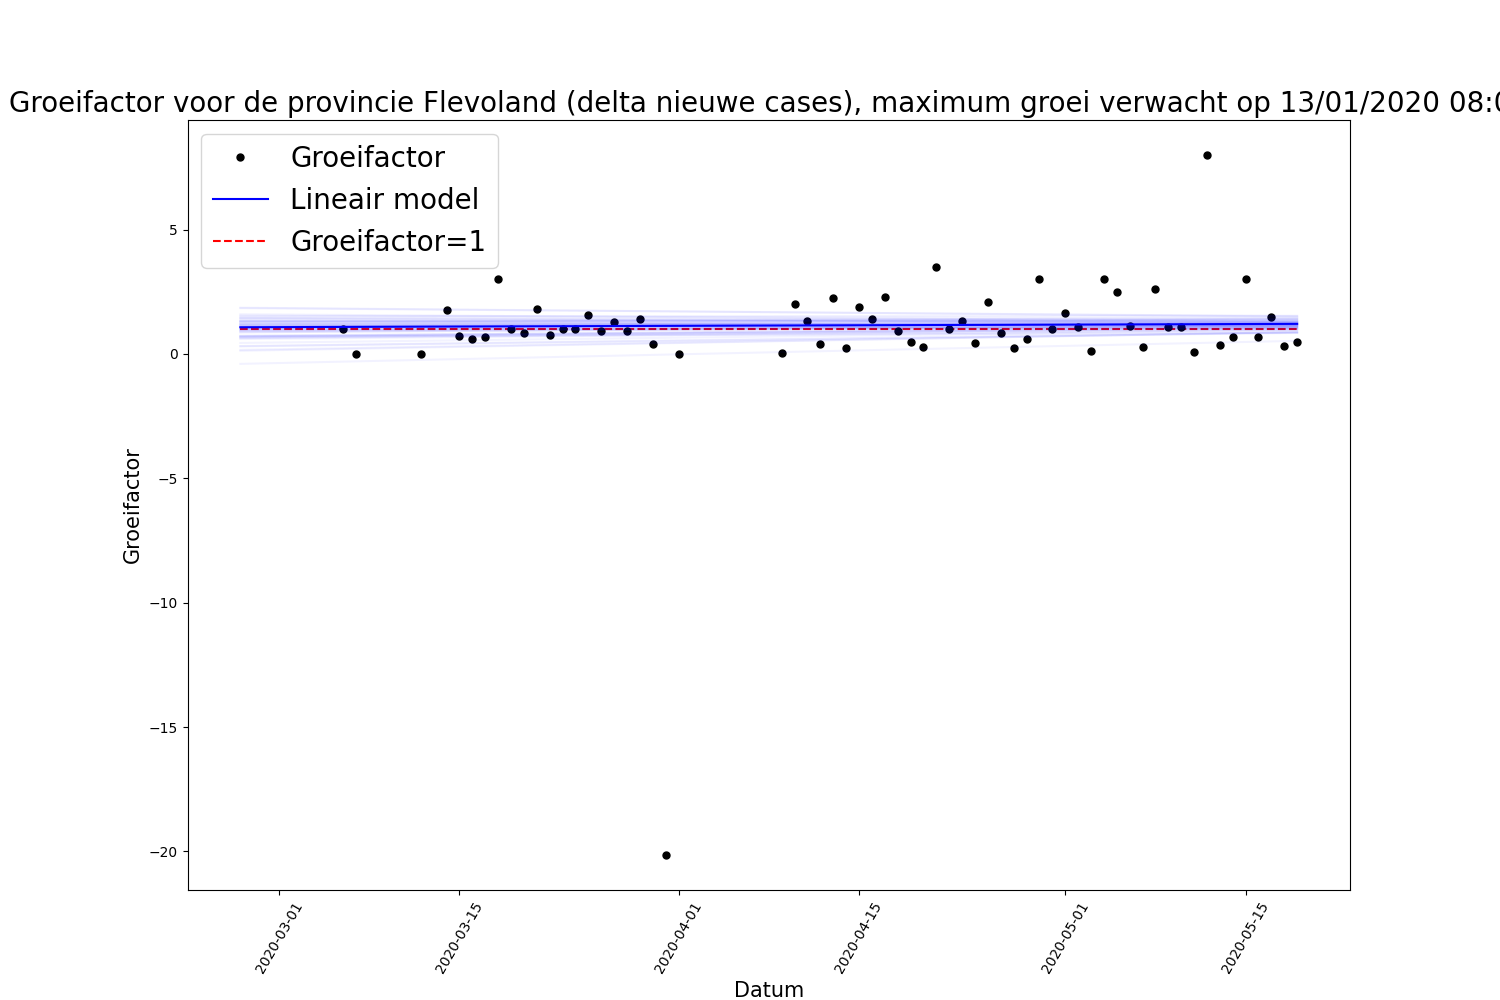 Groeifactor voor de provincie Flevoland (delta nieuwe cases), maximum groei verwacht op 13/01/2020 08:0
Groeifactor
Lineair model
Groeifactor=1
5
0
−5
−10
−15
−20
Groeifactor
2020-03-01
2020-03-15
2020-04-01
2020-04-15
2020-05-01
2020-05-15
Datum